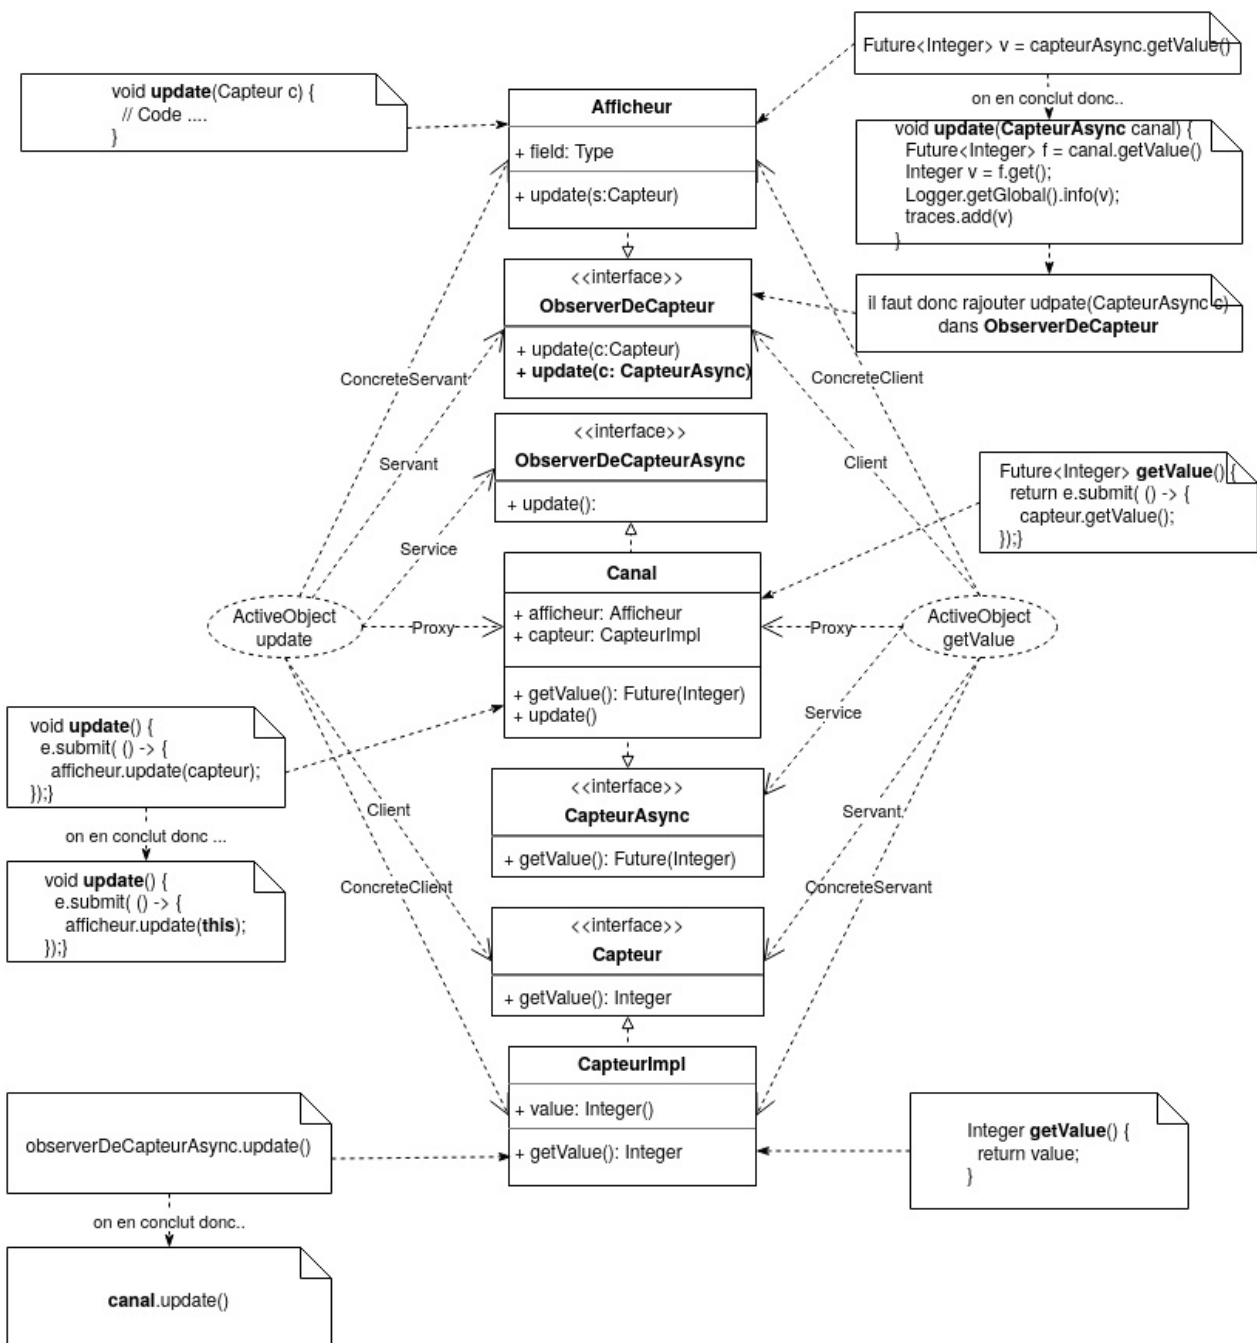 Future<Integer> v = capteurAsync.getValue()
void update(Capteur c) {
// Code ....
}
on en conclut donc..
Afficheur
+ field: Type
+ update(s:Capteur)
void update(CapteurAsync canal) {
Future<Integer> f = canal.getValue()
Integer v = f.get();
Logger.getGlobal().info(v);
traces.add(v)
}
<<interface>>
ObserverDeCapteur
+ update(c:Capteur)
+ update(c: CapteurAsync)
il faut donc rajouter udpate(CapteurAsync c)
dans ObserverDeCapteur
ConcreteServant
ConcreteClient
<<interface>>
ObserverDeCapteurAsync
+ update():
Servant
Client
Future<Integer> getValue() {
return e.submit( () -> {
capteur.getValue();
});}
Service
Canal
+ afficheur: Afficheur
+ capteur: CapteurImpl
+ getValue(): Future(Integer)
+ update()
ActiveObject
update
Proxy
Proxy
ActiveObject
getValue
void update() {
e.submit( () -> {
afficheur.update(capteur);
});}
Service
on en conclut donc ...
<<interface>>
CapteurAsync
+ getValue(): Future(Integer)
Client
Servant
void update() {
e.submit( () -> {
afficheur.update(this);
});}
ConcreteClient
ConcreteServant
<<interface>>
Capteur
+ getValue(): Integer
CapteurImpl
+ value: Integer()
+ getValue(): Integer
observerDeCapteurAsync.update()
Integer getValue() {
return value;
}
on en conclut donc..
canal.update()